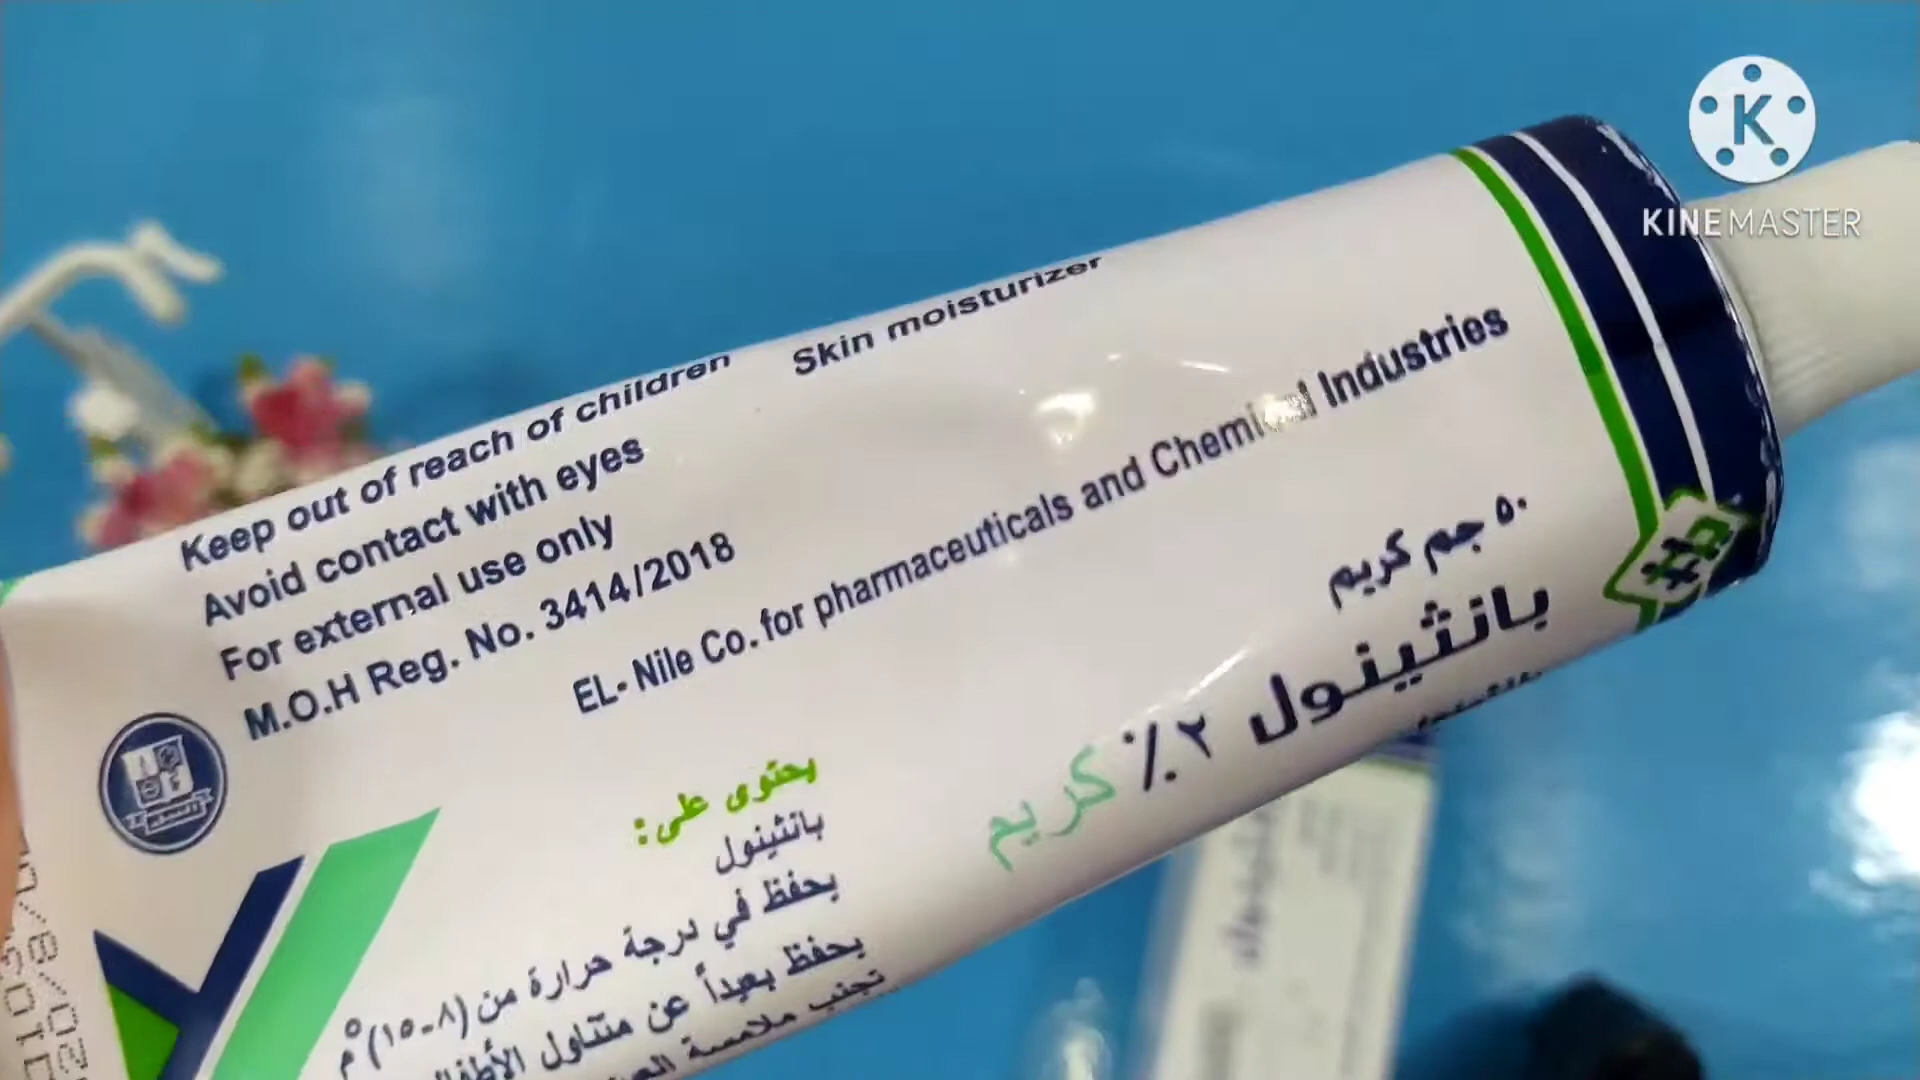 KINEMASTER
Keep out of reach of children
Skin moisturizer
Avoid contact with eyes
For external use only
M.O.H Reg. No. 3414/2018
EL- Nile Co. for pharmaceuticals and Chemical Industries
٥٠ جم كريم
بانثينول ٢٪ كريم
يحتوى على:
بانثينول
يحفظ في درجة حرارة من (٨-١٥)°م
يحفظ بعيداً عن متناول
تجنب ملامسة